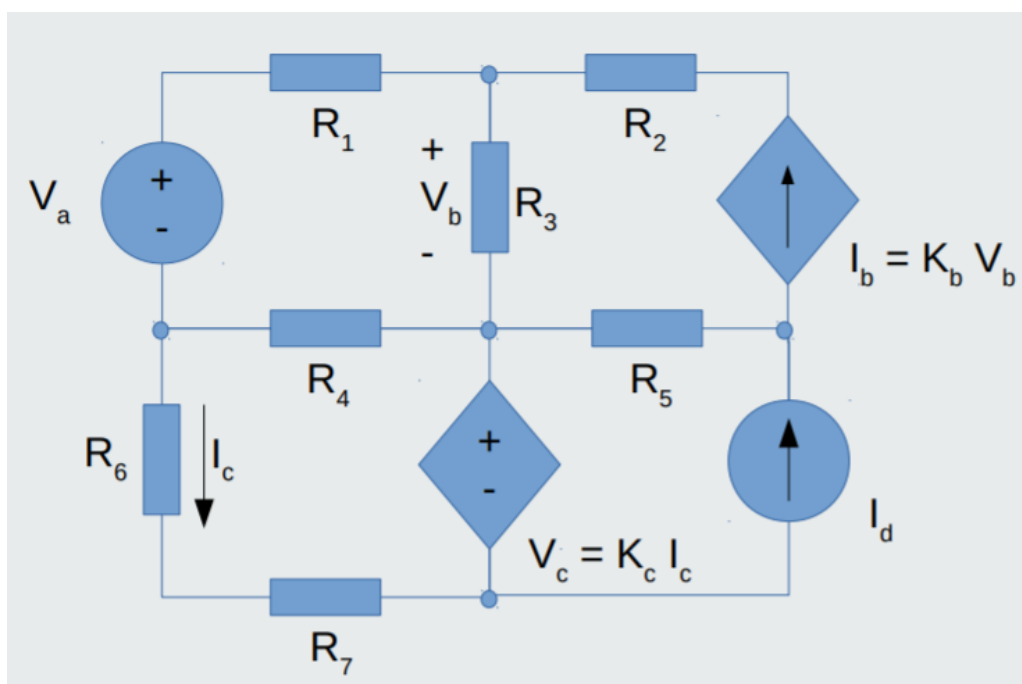 R1
R2
+
Va
+
-
Vb
R3
-
Ib = Kb Vb
R4
R5
R6
Ic
+
-
Id
Vc = Kc Ic
R7